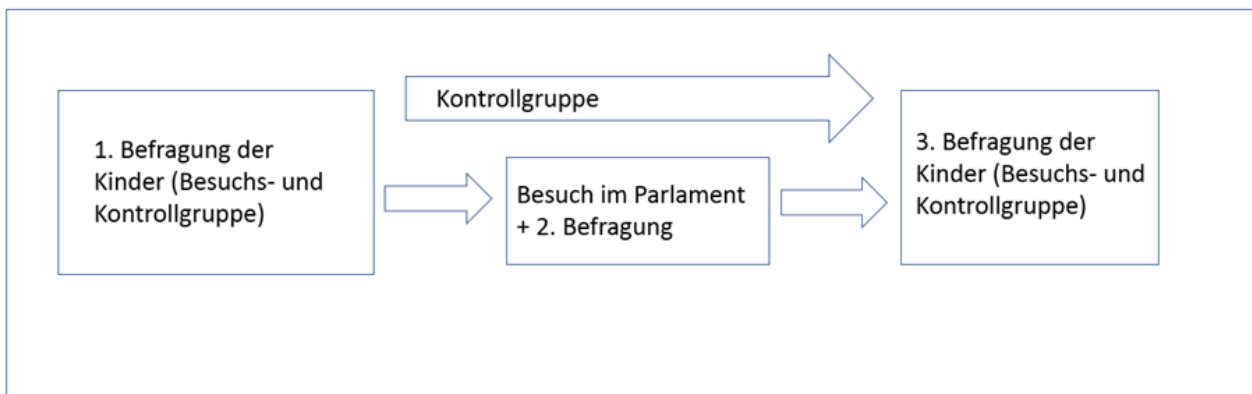 Kontrollgruppe
1. Befragung der
Kinder (Besuchs- und
Kontrollgruppe)
Besuch im Parlament
+ 2. Befragung
3. Befragung der
Kinder (Besuchs- und
Kontrollgruppe)